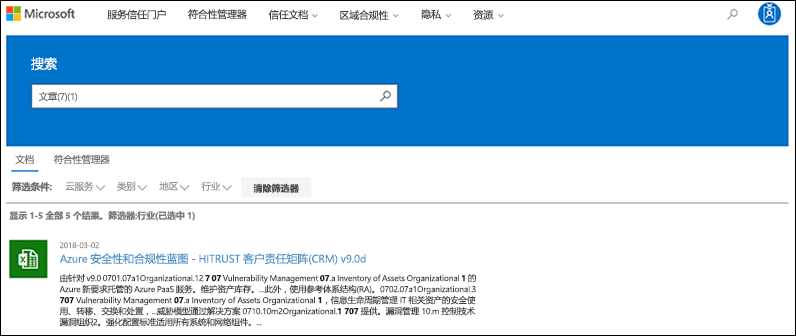 Microsoft 服务信任门户 符合性管理器 信任文档 区域合规性 隐私 资源
搜索
文章(7)(1)
文档 符合性管理器
筛选条件: 云服务 类别 地区 行业 清除筛选器
显示 1-5 全部 5 个结果。筛选器:行业(已选中 1)
2018-03-02
Azure 安全性和合规性蓝图 - HITRUST 客户责任矩阵(CRM) v9.0d
由针对 v9.0 0701.07a1Organizational.12 7 07 Vulnerability Management 07.a Inventory of Assets Organizational 1 的
Azure 新要求托管的 Azure PaaS 服务。维护资产库存。...此外，使用参考体系结构(RA)。0702.07a1Organizational.3
707 Vulnerability Management 07.a Inventory of Assets Organizational 1，信息生命周期管理 IT 相关资产的安全使
用、转移、交换和处置，...威胁模型通过解决方案 0710.10m2Organizational.1 707 提供。漏洞管理 10.m 控制技术
漏洞组织2。强化配置标准适用所有系统和网络组件。...